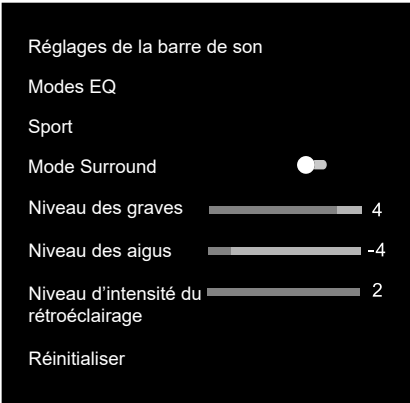 Réglages de la barre de son
Modes EQ
Sport
Mode Surround
Niveau des graves 4
Niveau des aigus -4
Niveau d'intensité du 2
rétroéclairage
Réinitialiser